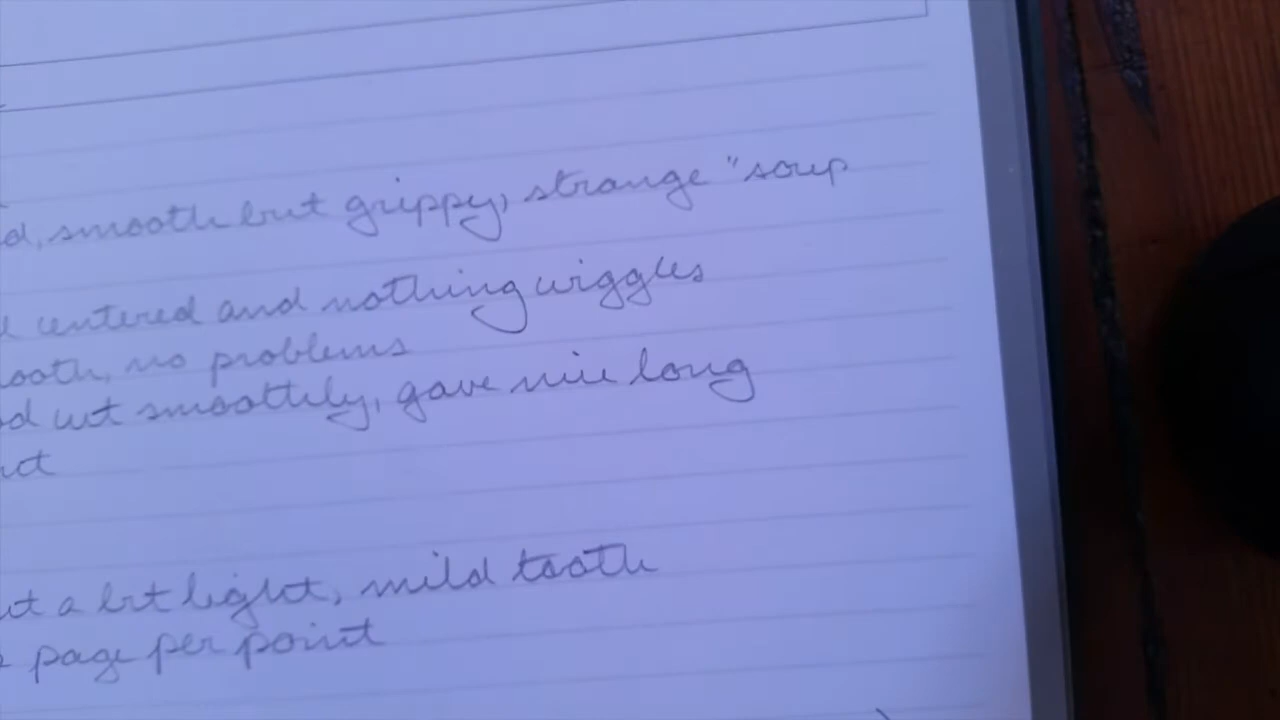 d, smooth but grippy, strange "soup
centered and nothing wiggles
ooth, no problems
od cut smoothly, gave nice long
a bit light, mild tooth
page per point